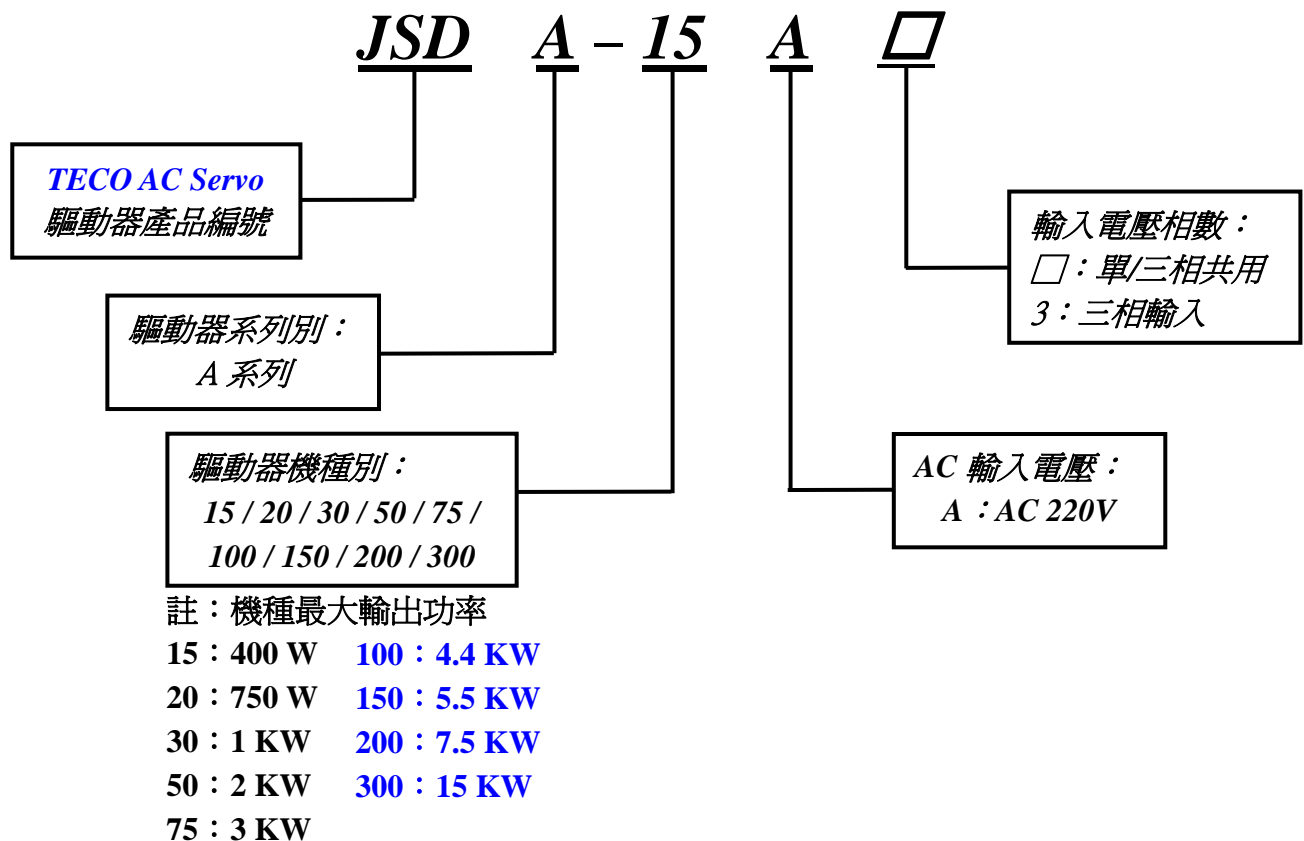 JSD A – 15 A □
TECO AC Servo
驅動器產品編號
輸入電壓相數：
□：單/三相共用
3：三相輸入
驅動器系列別：
A 系列
驅動器機種別：
15 / 20 / 30 / 50 / 75 /
100 / 150 / 200 / 300
AC 輸入電壓：
A：AC 220V
註：機種最大輸出功率
15：400 W 100：4.4 KW
20：750 W 150：5.5 KW
30：1 KW 200：7.5 KW
50：2 KW 300：15 KW
75：3 KW